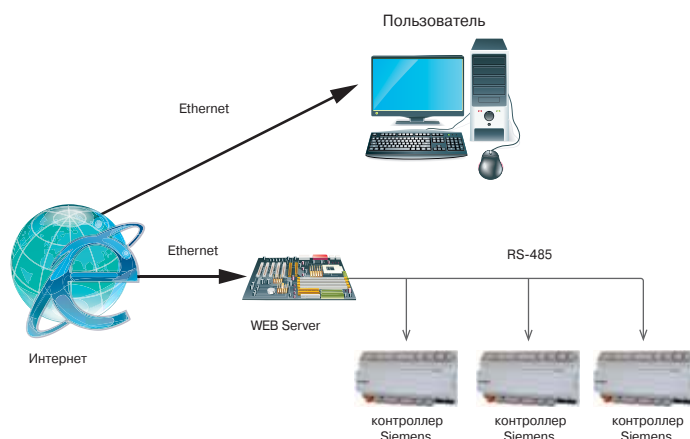 Пользователь
Ethernet
Ethernet
RS-485
WEB Server
Интернет
контроллер
Siemens
контроллер
Siemens
контроллер
Siemens